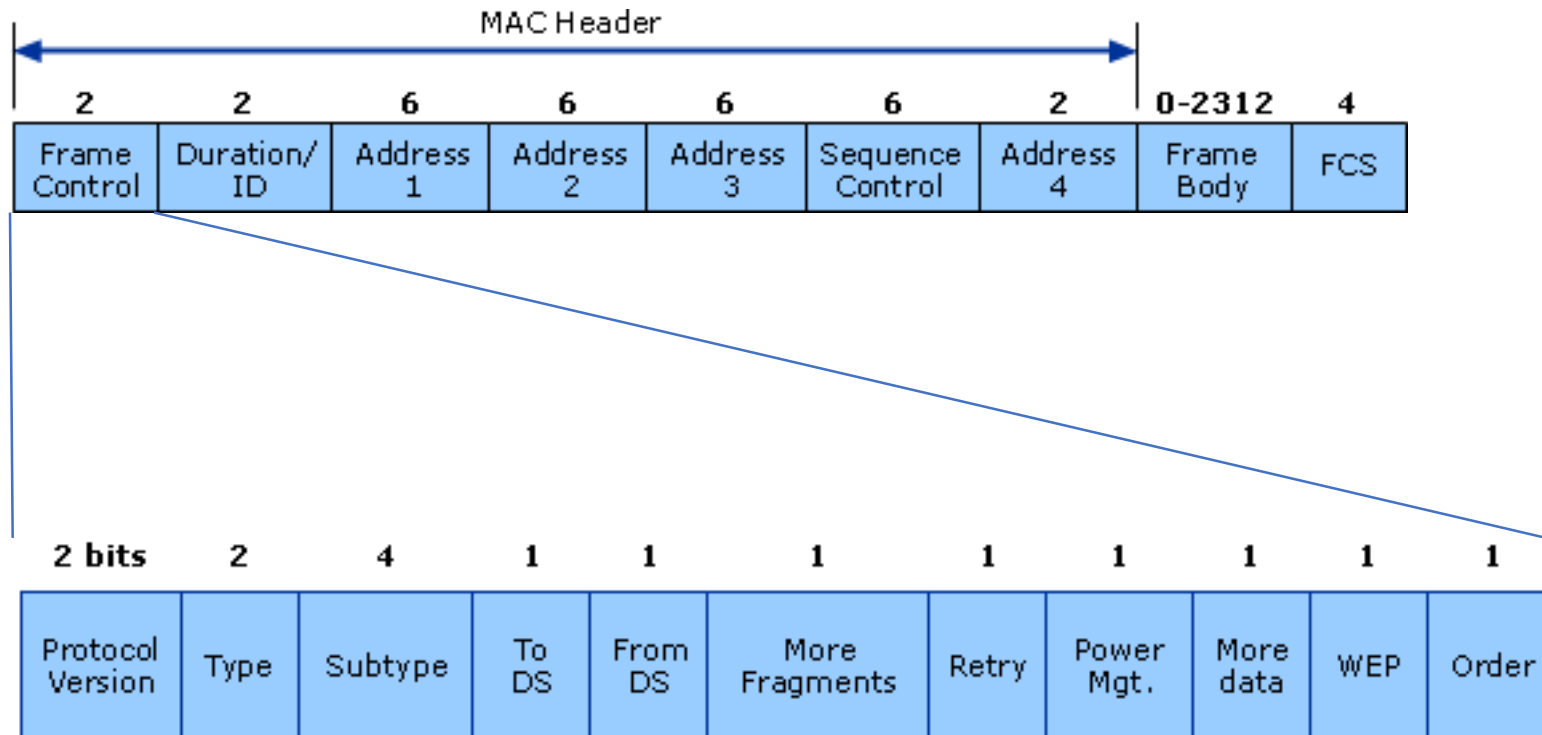 MAC Header
2 2 6 6 6 6 2 0-2312 4
Frame Control
Duration/ ID
Address 1
Address 2
Address 3
Sequence Control
Address 4
Frame Body
FCS
2 bits 2 4 1 1 1 1 1 1 1 1
Protocol Version
Type
Subtype
To DS
From DS
More Fragments
Retry
Power Mgt.
More data
WEP
Order